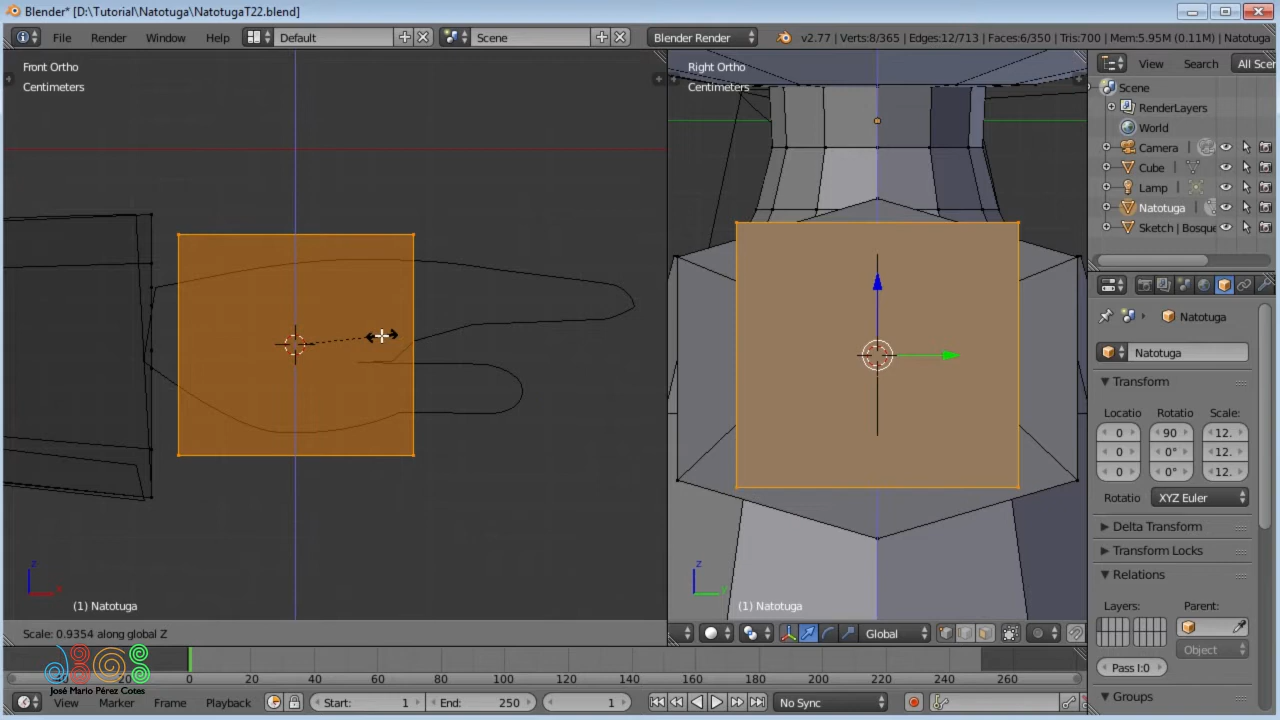 Blender* [D:\Tutorial\Natotuga\NatotugaT22.blend]
File Render Window Help Default Scene Blender Render v2.77 | Verts:8/365 | Edges:12/713 | Faces:6/350 | Tris:700 | Mem:5.95M (0.11M) | Natotuga
Front Ortho
Centimeters
Right Ortho
Centimeters
View Search All Scen
Scene
RenderLayers
World
Camera
Cube
Lamp
Natotuga
Sketch | Bosque
Natotuga
Natotuga
Transform
Locatio Rotatio Scale:
0 90 12.
0 0° 12.
0 0° 12.
Rotatio XYZ Euler
Delta Transform
Transform Locks
Relations
Layers: Parent:
Object
Pass I:0
Groups
z
x
(1) Natotuga
z
y
(1) Natotuga
Scale: 0.9354 along global Z
Global
0 20 40 60 80 100 120 140 160 180 200 220 240 260
José Mario Pérez Cotes
View Marker Frame Playback Start: 1 End: 250 1 No Sync